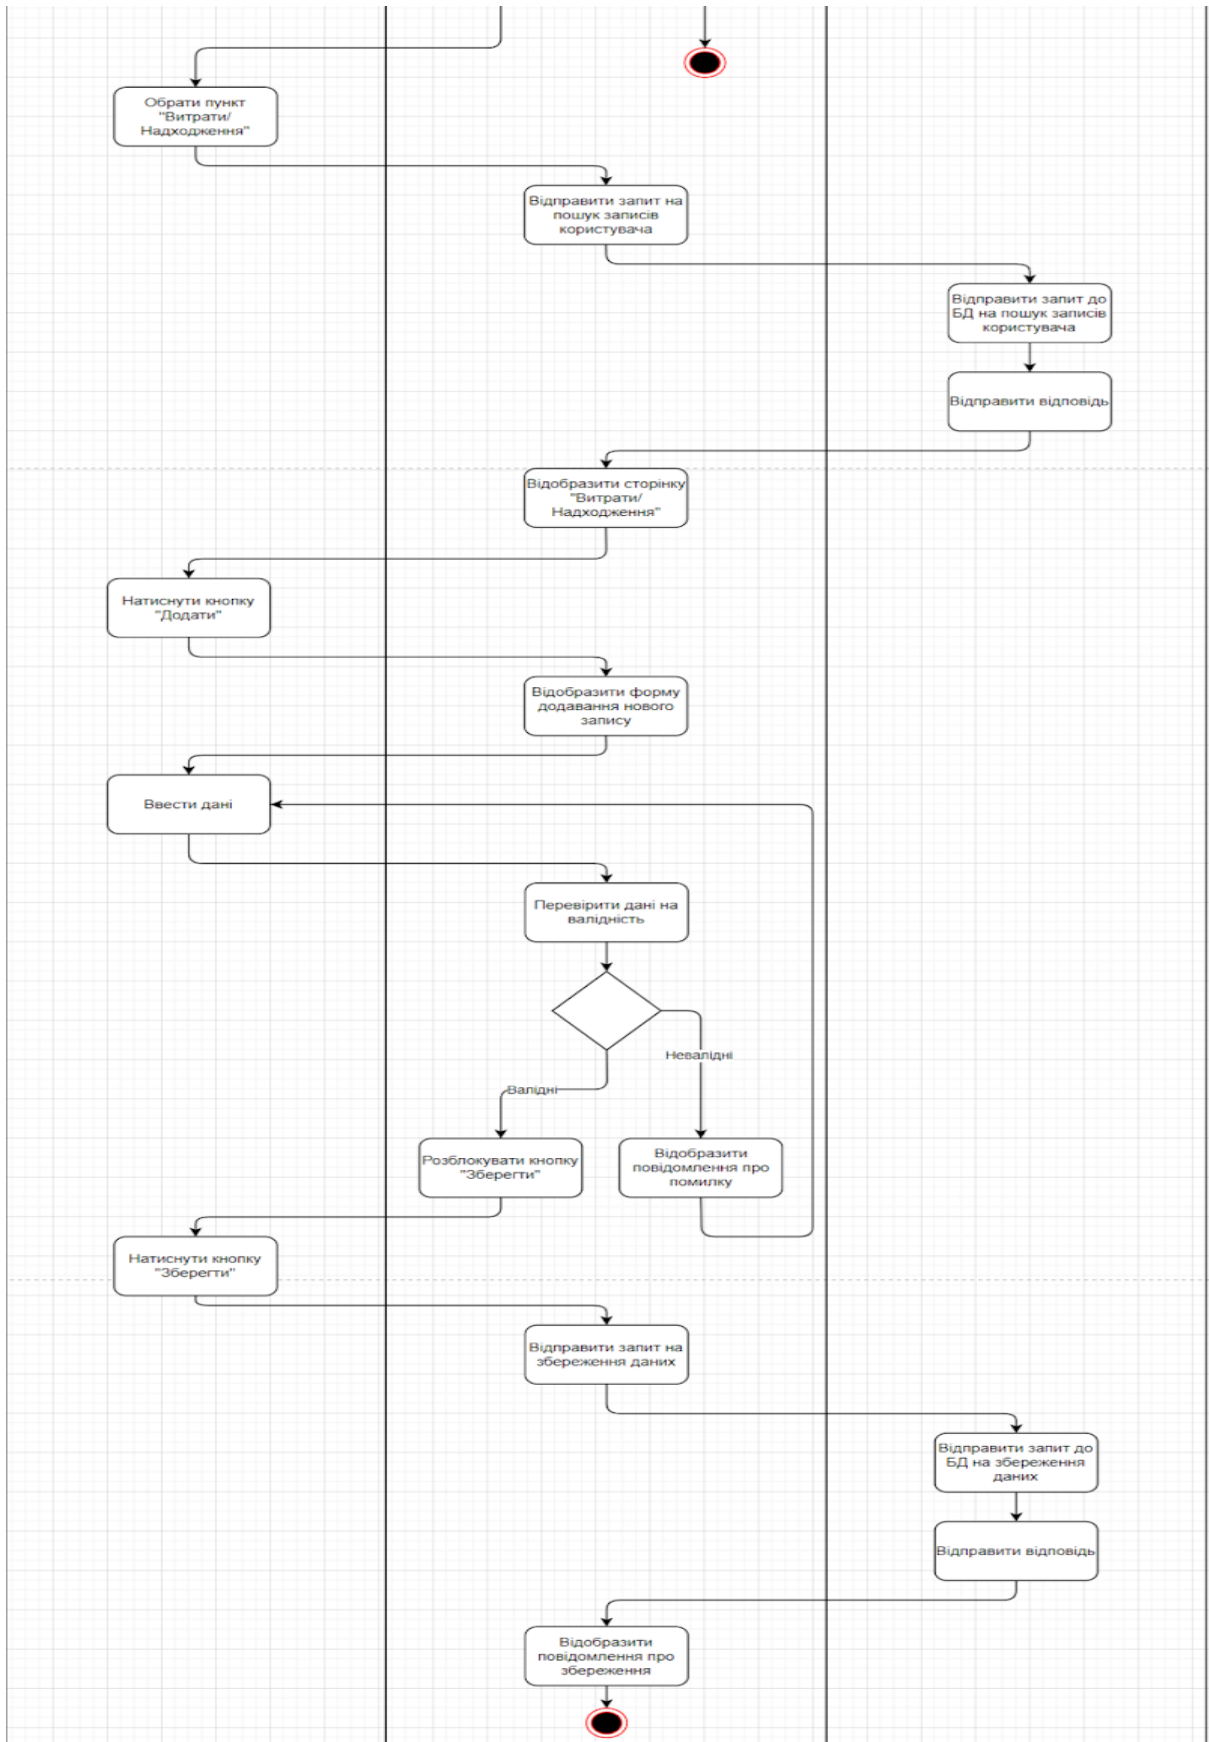 Обрати пункт
"Витрати/
Надходження"
Відправити запит на
пошук записів
користувача
Відправити запит до
БД на пошук записів
користувача
Відправити відповідь
Відобразити сторінку
"Витрати/
Надходження"
Натиснути кнопку
"Додати"
Відобразити форму
додавання нового
запису
Ввести дані
Перевірити дані на
валідність
Невалідні
Валідні
Розблокувати кнопку
"Зберегти"
Відобразити
повідомлення про
помилку
Натиснути кнопку
"Зберегти"
Відправити запит на
збереження даних
Відправити запит до
БД на збереження
даних
Відправити відповідь
Відобразити
повідомлення про
збереження